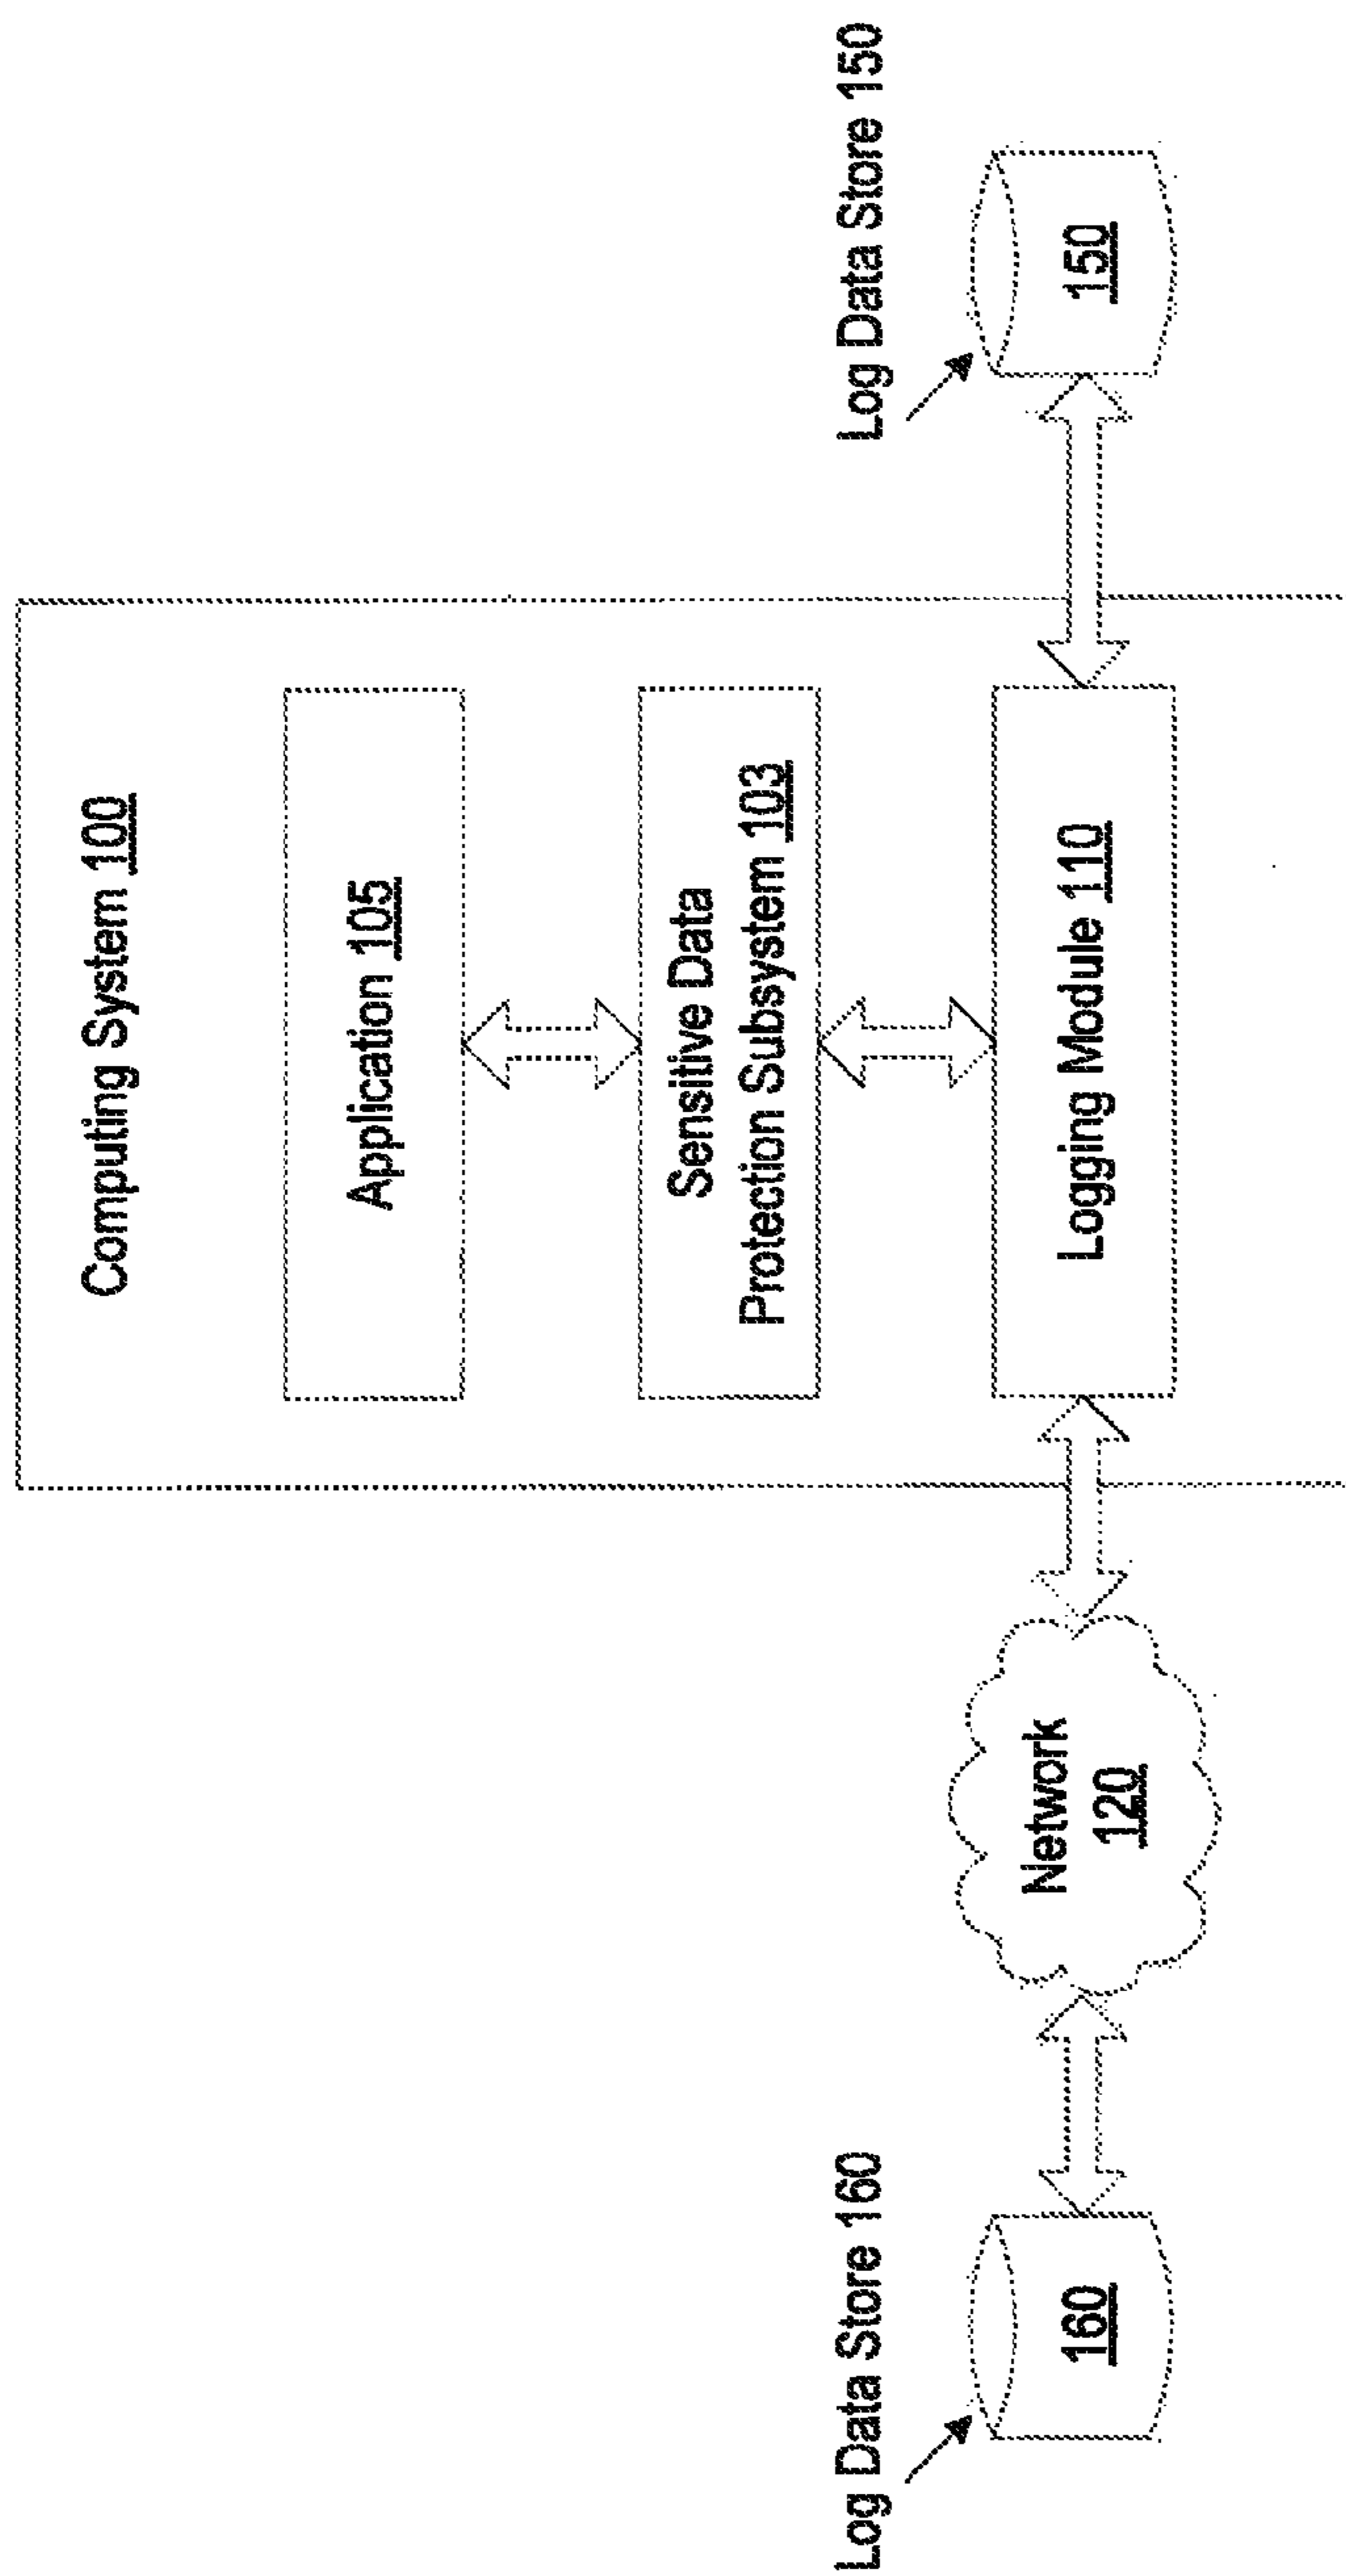 Computing System 100
Application 105
Sensitive Data
Protection Subsystem 103
Log Data Store 160
Log Data Store 150
160
Network
120
Logging Module 110
150